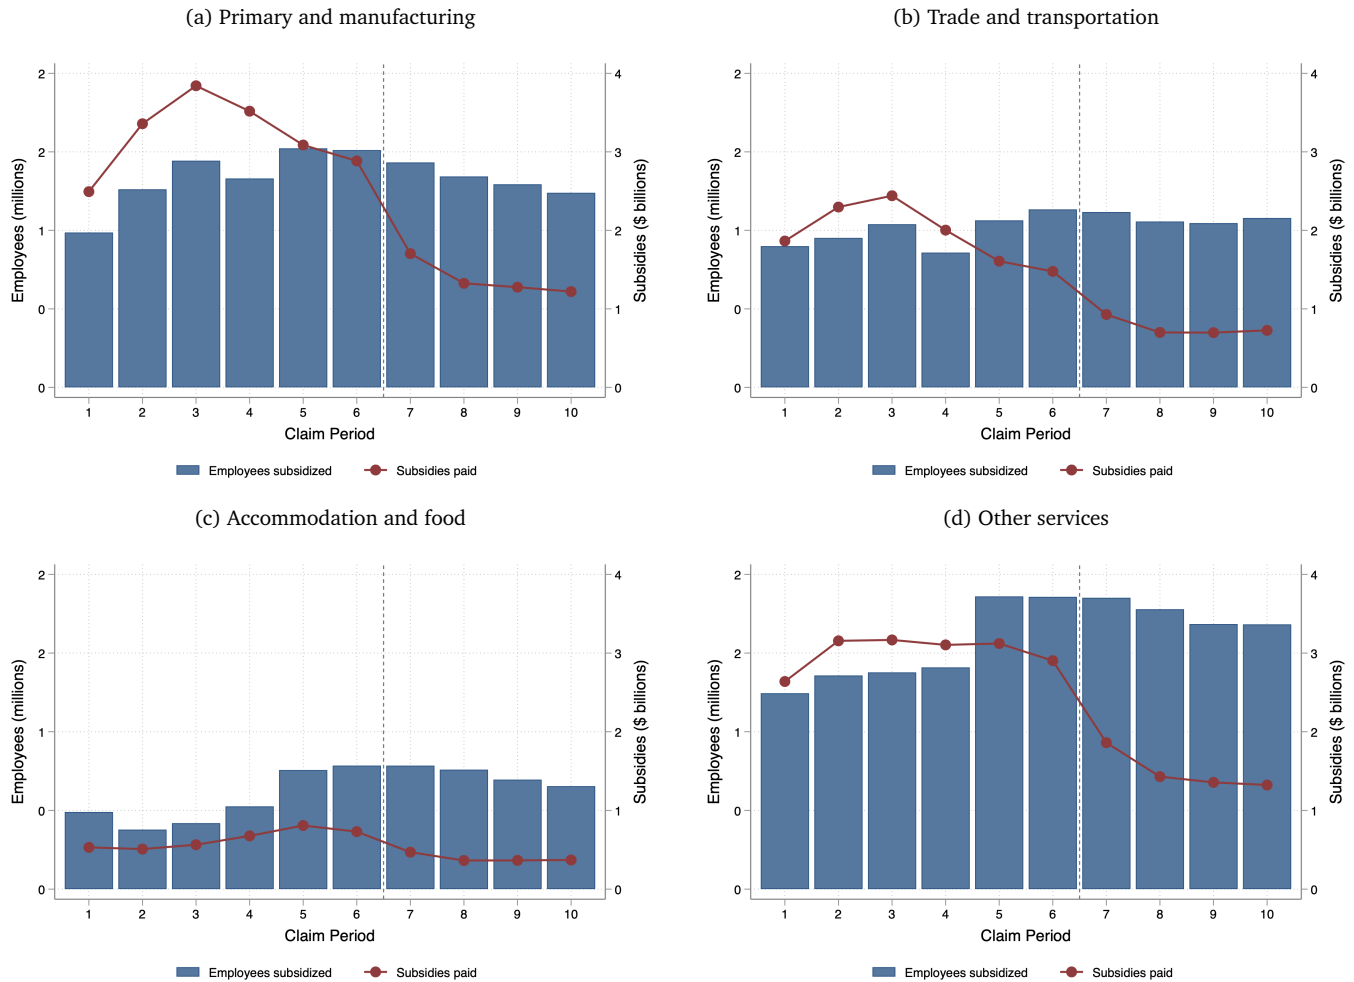 (a) Primary and manufacturing
2
2
1
0
0
Employees (millions)
4
3
2
1
0
Subsidies ($ billions)
1 2 3 4 5 6 7 8 9 10
Claim Period
Employees subsidized Subsidies paid
(b) Trade and transportation
2
2
1
0
0
Employees (millions)
4
3
2
1
0
Subsidies ($ billions)
1 2 3 4 5 6 7 8 9 10
Claim Period
Employees subsidized Subsidies paid
(c) Accommodation and food
2
2
1
0
0
Employees (millions)
4
3
2
1
0
Subsidies ($ billions)
1 2 3 4 5 6 7 8 9 10
Claim Period
Employees subsidized Subsidies paid
(d) Other services
2
2
1
0
0
Employees (millions)
4
3
2
1
0
Subsidies ($ billions)
1 2 3 4 5 6 7 8 9 10
Claim Period
Employees subsidized Subsidies paid